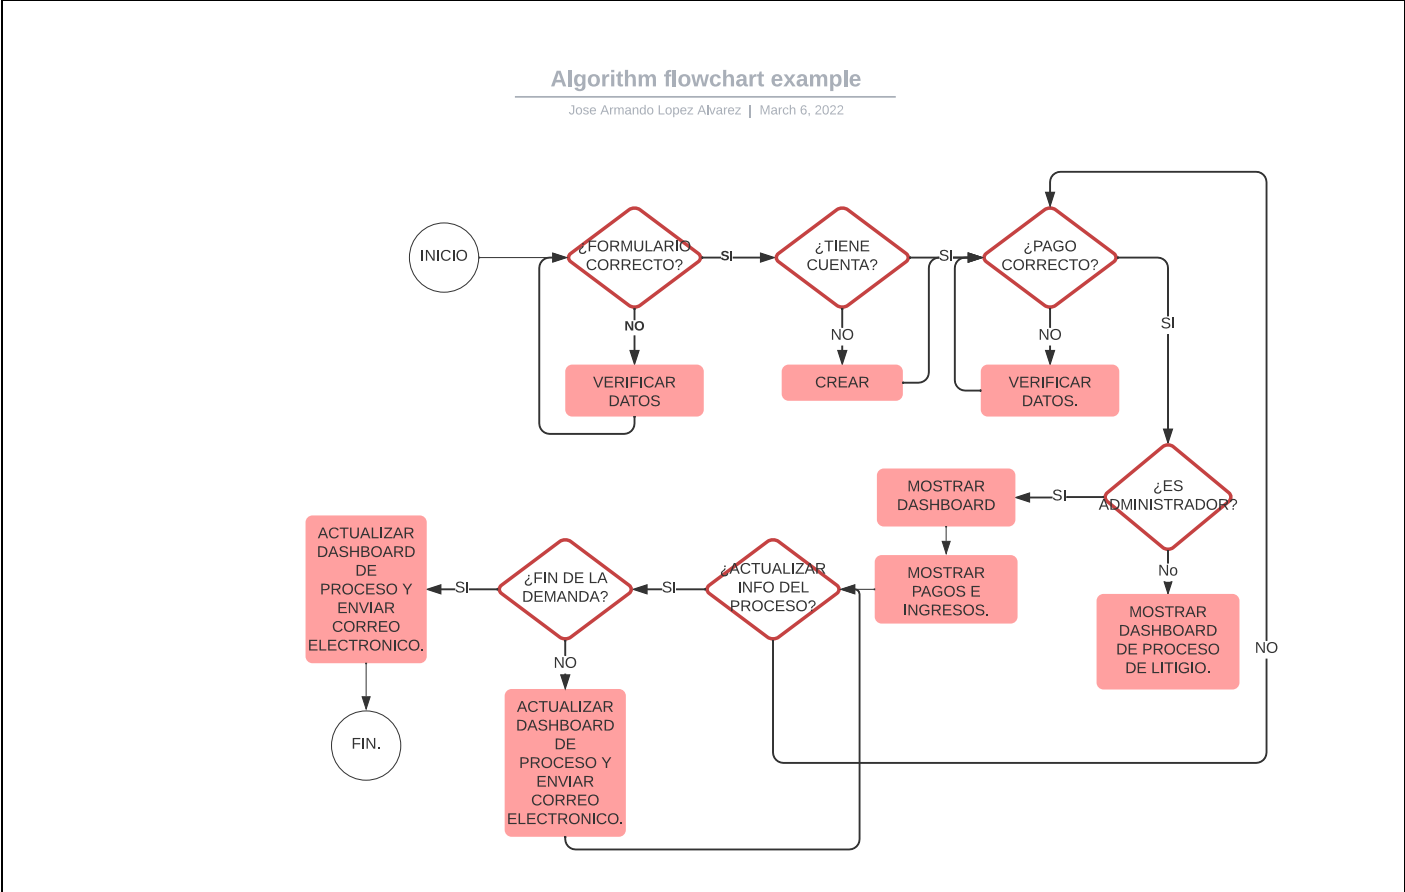 Algorithm flowchart example
Jose Armando Lopez Alvarez | March 6, 2022
INICIO
¿FORMULARIO
CORRECTO?
SI
¿TIENE
CUENTA?
SI
¿PAGO
CORRECTO?
SI
NO
NO
NO
VERIFICAR
DATOS
CREAR
VERIFICAR
DATOS.
¿ES
ADMINISTRADOR?
SI
MOSTRAR
DASHBOARD
No
MOSTRAR
DASHBOARD
DE PROCESO
DE LITIGIO.
NO
MOSTRAR
PAGOS E
INGRESOS.
¿ACTUALIZAR
INFO DEL
PROCESO?
SI
¿FIN DE LA
DEMANDA?
SI
ACTUALIZAR
DASHBOARD
DE
PROCESO Y
ENVIAR
CORREO
ELECTRONICO.
NO
ACTUALIZAR
DASHBOARD
DE
PROCESO Y
ENVIAR
CORREO
ELECTRONICO.
FIN.